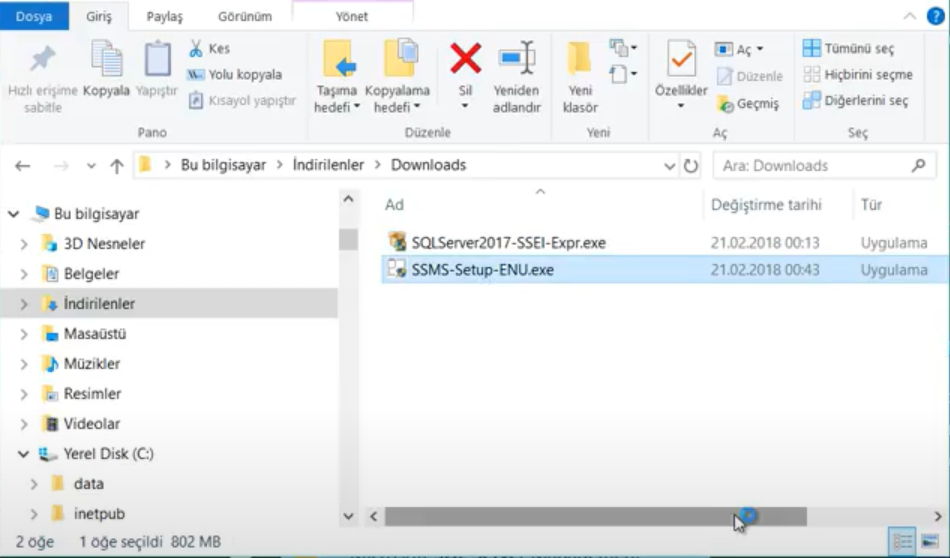 Dosya Giriş Paylaş Görünüm Yönet
Hızlı erişime sabitle
Kopyala
Yapıştır
Kes
Yolu kopyala
Kısayol yapıştır
Taşıma hedefi
Kopyalama hedefi
Sil
Yeniden adlandır
Yeni klasör
Özellikler
Aç
Düzenle
Geçmiş
Tümünü seç
Hiçbirini seçme
Diğerlerini seç
Pano Düzenle Yeni Aç Seç
Bu bilgisayar > İndirilenler > Downloads
Ara: Downloads
Bu bilgisayar
3D Nesneler
Belgeler
İndirilenler
Masaüstü
Müzikler
Resimler
Videolar
Yerel Disk (C:)
data
inetpub
Ad Değiştirme tarihi Tür
SQLServer2017-SSEI-Expr.exe 21.02.2018 00:13 Uygulama
SSMS-Setup-ENU.exe 21.02.2018 00:43 Uygulama
2 öğe 1 öğe seçildi 802 MB